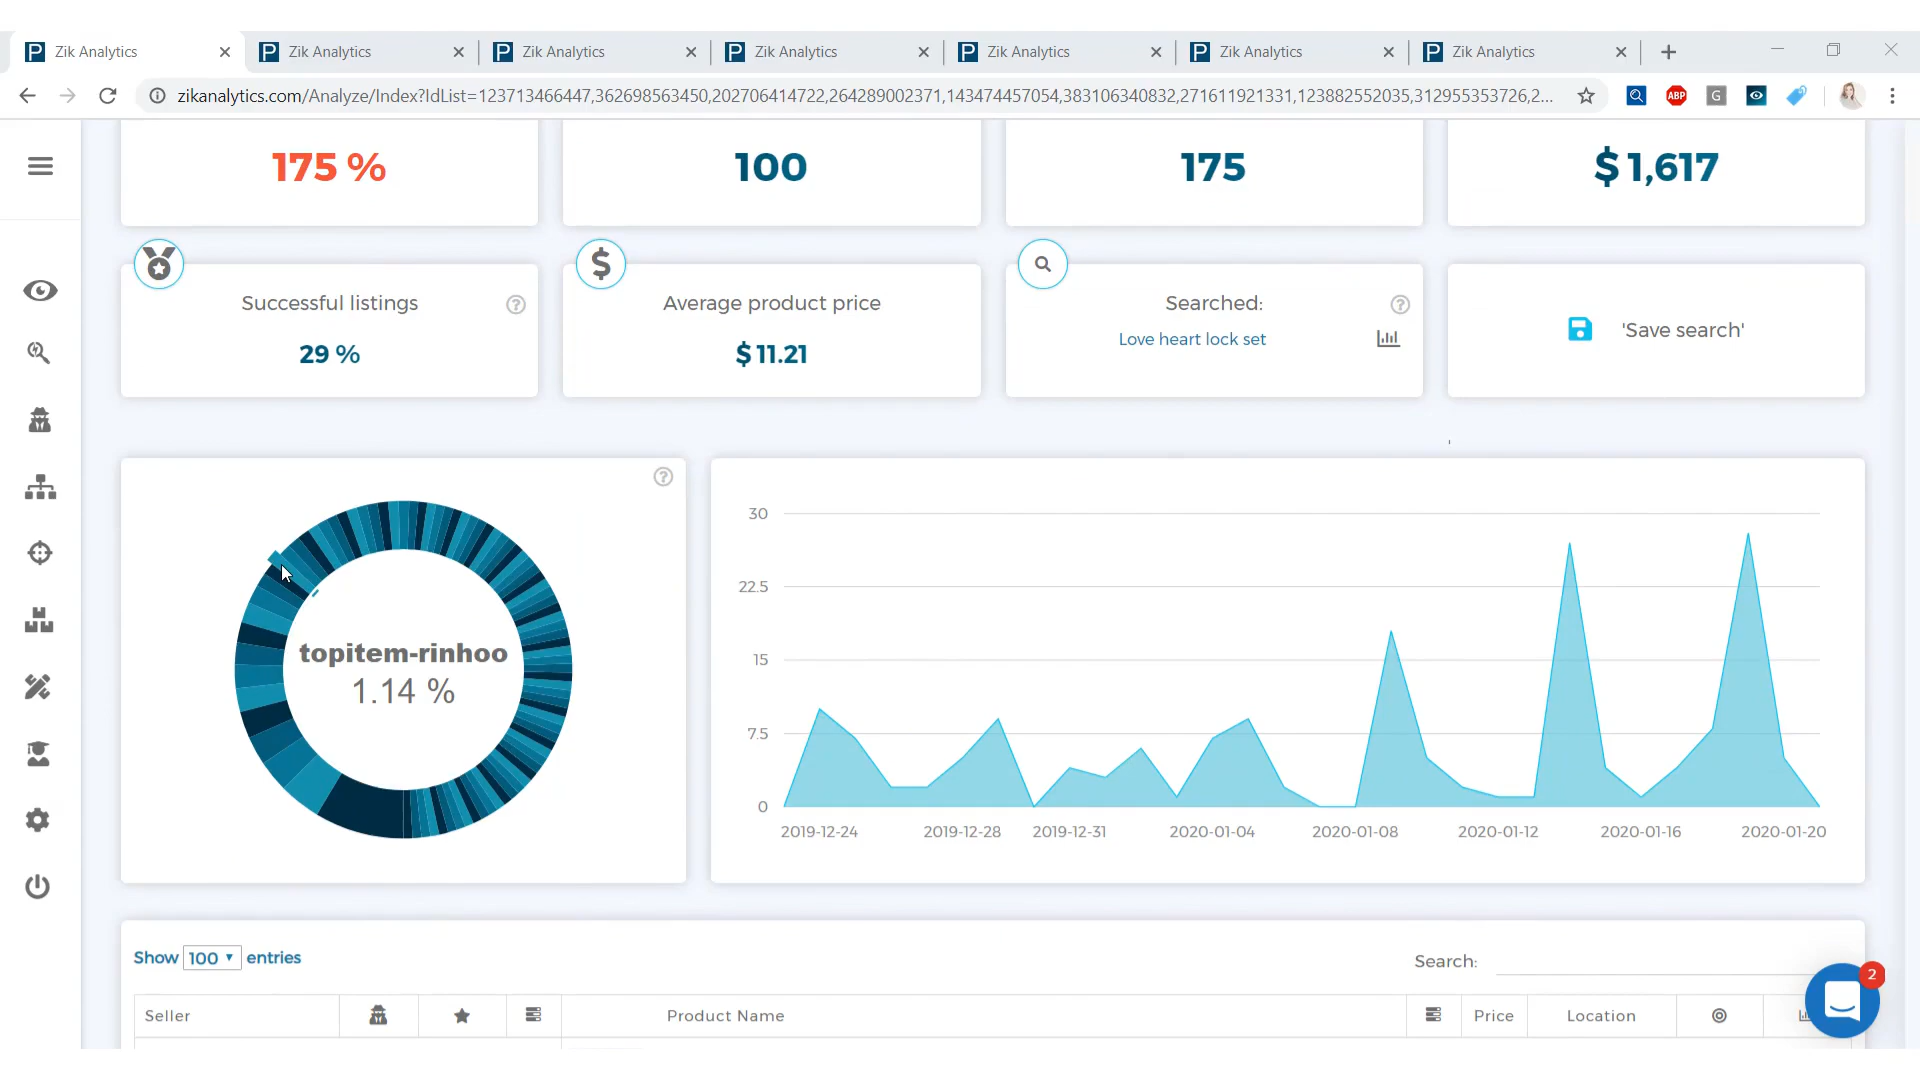 Zik Analytics
Zik Analytics
Zik Analytics
Zik Analytics
Zik Analytics
Zik Analytics
Zik Analytics
zikanalytics.com/Analyze/Index?IdList=123713466447,362698563450,202706414722,264289002371,143474457054,383106340832,271611921331,123882552035,312955353726,2...
ABP
G
175 %
100
175
$ 1,617
Successful listings
29 %
Average product price
$ 11.21
Searched:
Love heart lock set
'Save search'
topitem-rinhoo
1.14 %
30
22.5
15
7.5
0
2019-12-24
2019-12-28
2019-12-31
2020-01-04
2020-01-08
2020-01-12
2020-01-16
2020-01-20
Show 100 entries
Search:
2
Seller
Product Name
Price
Location